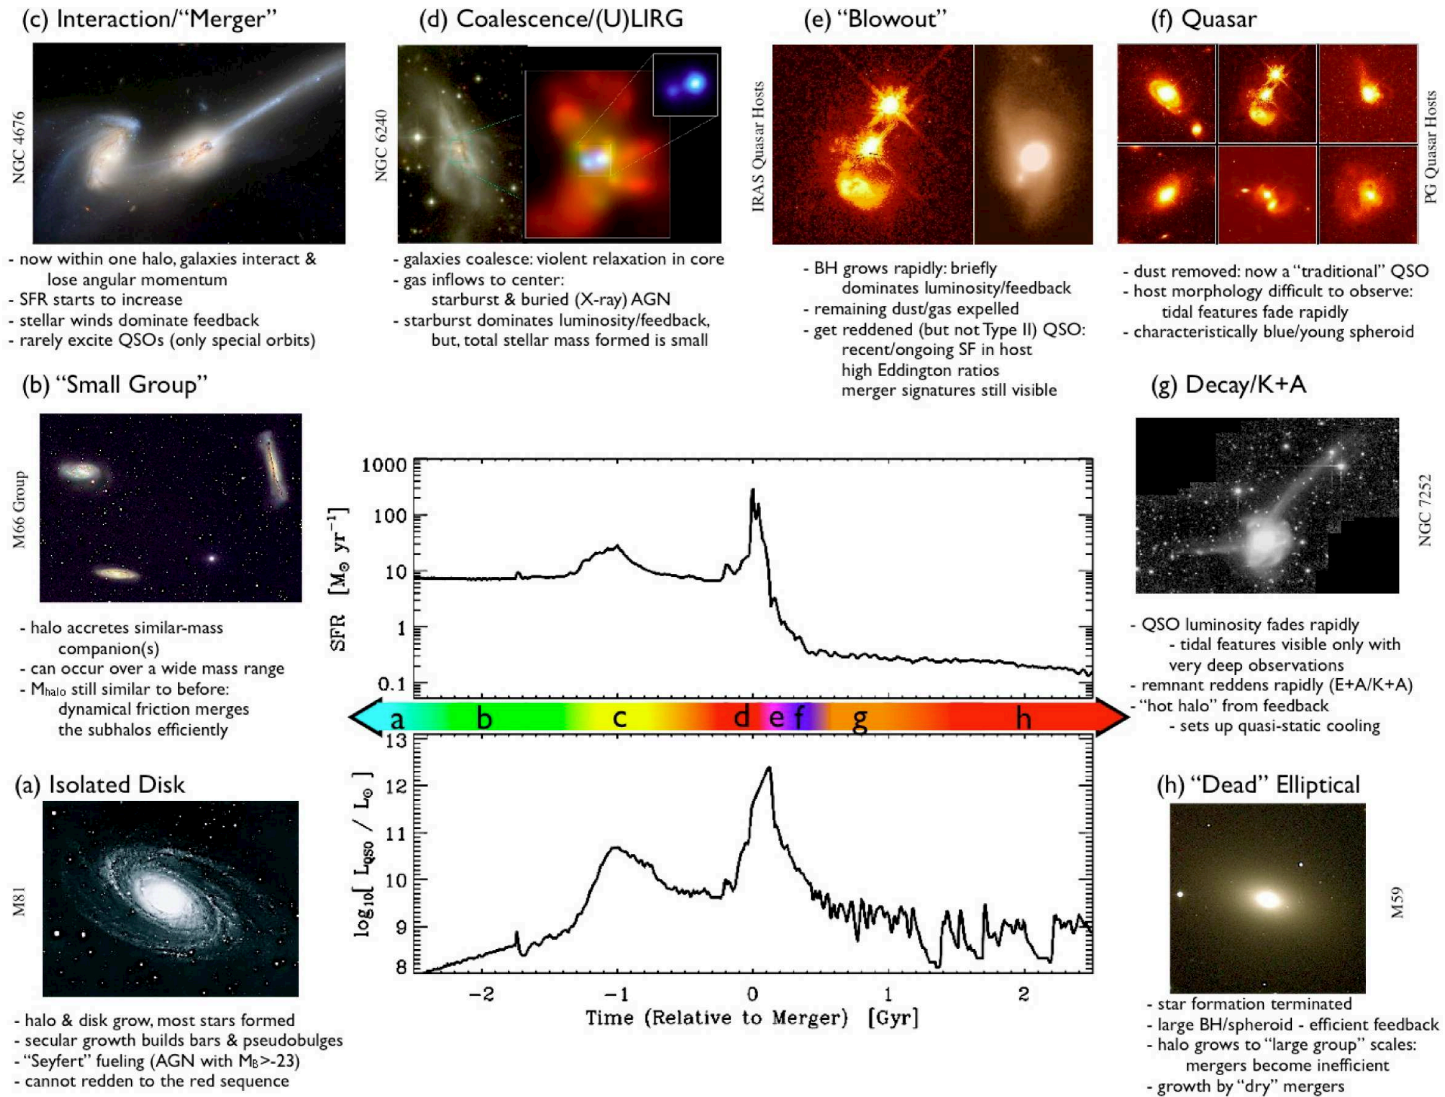 (c) Interaction/“Merger”
NGC 4676
- now within one halo, galaxies interact &
lose angular momentum
- SFR starts to increase
- stellar winds dominate feedback
- rarely excite QSOs (only special orbits)
(d) Coalescence/(U)LIRG
NGC 6240
- galaxies coalesce: violent relaxation in core
- gas inflows to center:
starburst & buried (X-ray) AGN
- starburst dominates luminosity/feedback,
but, total stellar mass formed is small
(e) “Blowout”
IRAS Quasar Hosts
- BH grows rapidly: briefly
dominates luminosity/feedback
- remaining dust/gas expelled
- get reddened (but not Type II) QSO:
recent/ongoing SF in host
high Eddington ratios
merger signatures still visible
(f) Quasar
PG Quasar Hosts
- dust removed: now a “traditional” QSO
- host morphology difficult to observe:
tidal features fade rapidly
- characteristically blue/young spheroid
(b) “Small Group”
M66 Group
- halo accretes similar-mass
companion(s)
- can occur over a wide mass range
- Mhalo still similar to before:
dynamical friction merges
the subhalos efficiently
(g) Decay/K+A
NGC 7252
- QSO luminosity fades rapidly
- tidal features visible only with
very deep observations
- remnant reddens rapidly (E+A/K+A)
- “hot halo” from feedback
- sets up quasi-static cooling
(a) Isolated Disk
M81
- halo & disk grow, most stars formed
- secular growth builds bars & pseudobulges
- “Seyfert” fueling (AGN with MB>-23)
- cannot redden to the red sequence
(h) “Dead” Elliptical
M59
- star formation terminated
- large BH/spheroid - efficient feedback
- halo grows to “large group” scales:
mergers become inefficient
- growth by “dry” mergers
SFR [M⊙ yr⁻¹]
1000
100
10
1
0.1
a b c d e f g h
log10[ LQSO / L⊙ ]
13
12
11
10
9
8
-2 -1 0 1 2
Time (Relative to Merger) [Gyr]